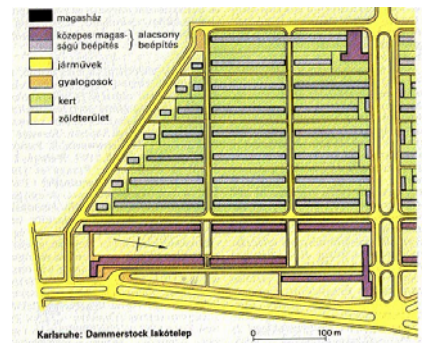 magasház
közepes magas- alacsony
ságú beépítés beépítés
járművek
gyalogosok
kert
zöldterület
Karlsruhe: Dammerstock lakótelep
0 100 m